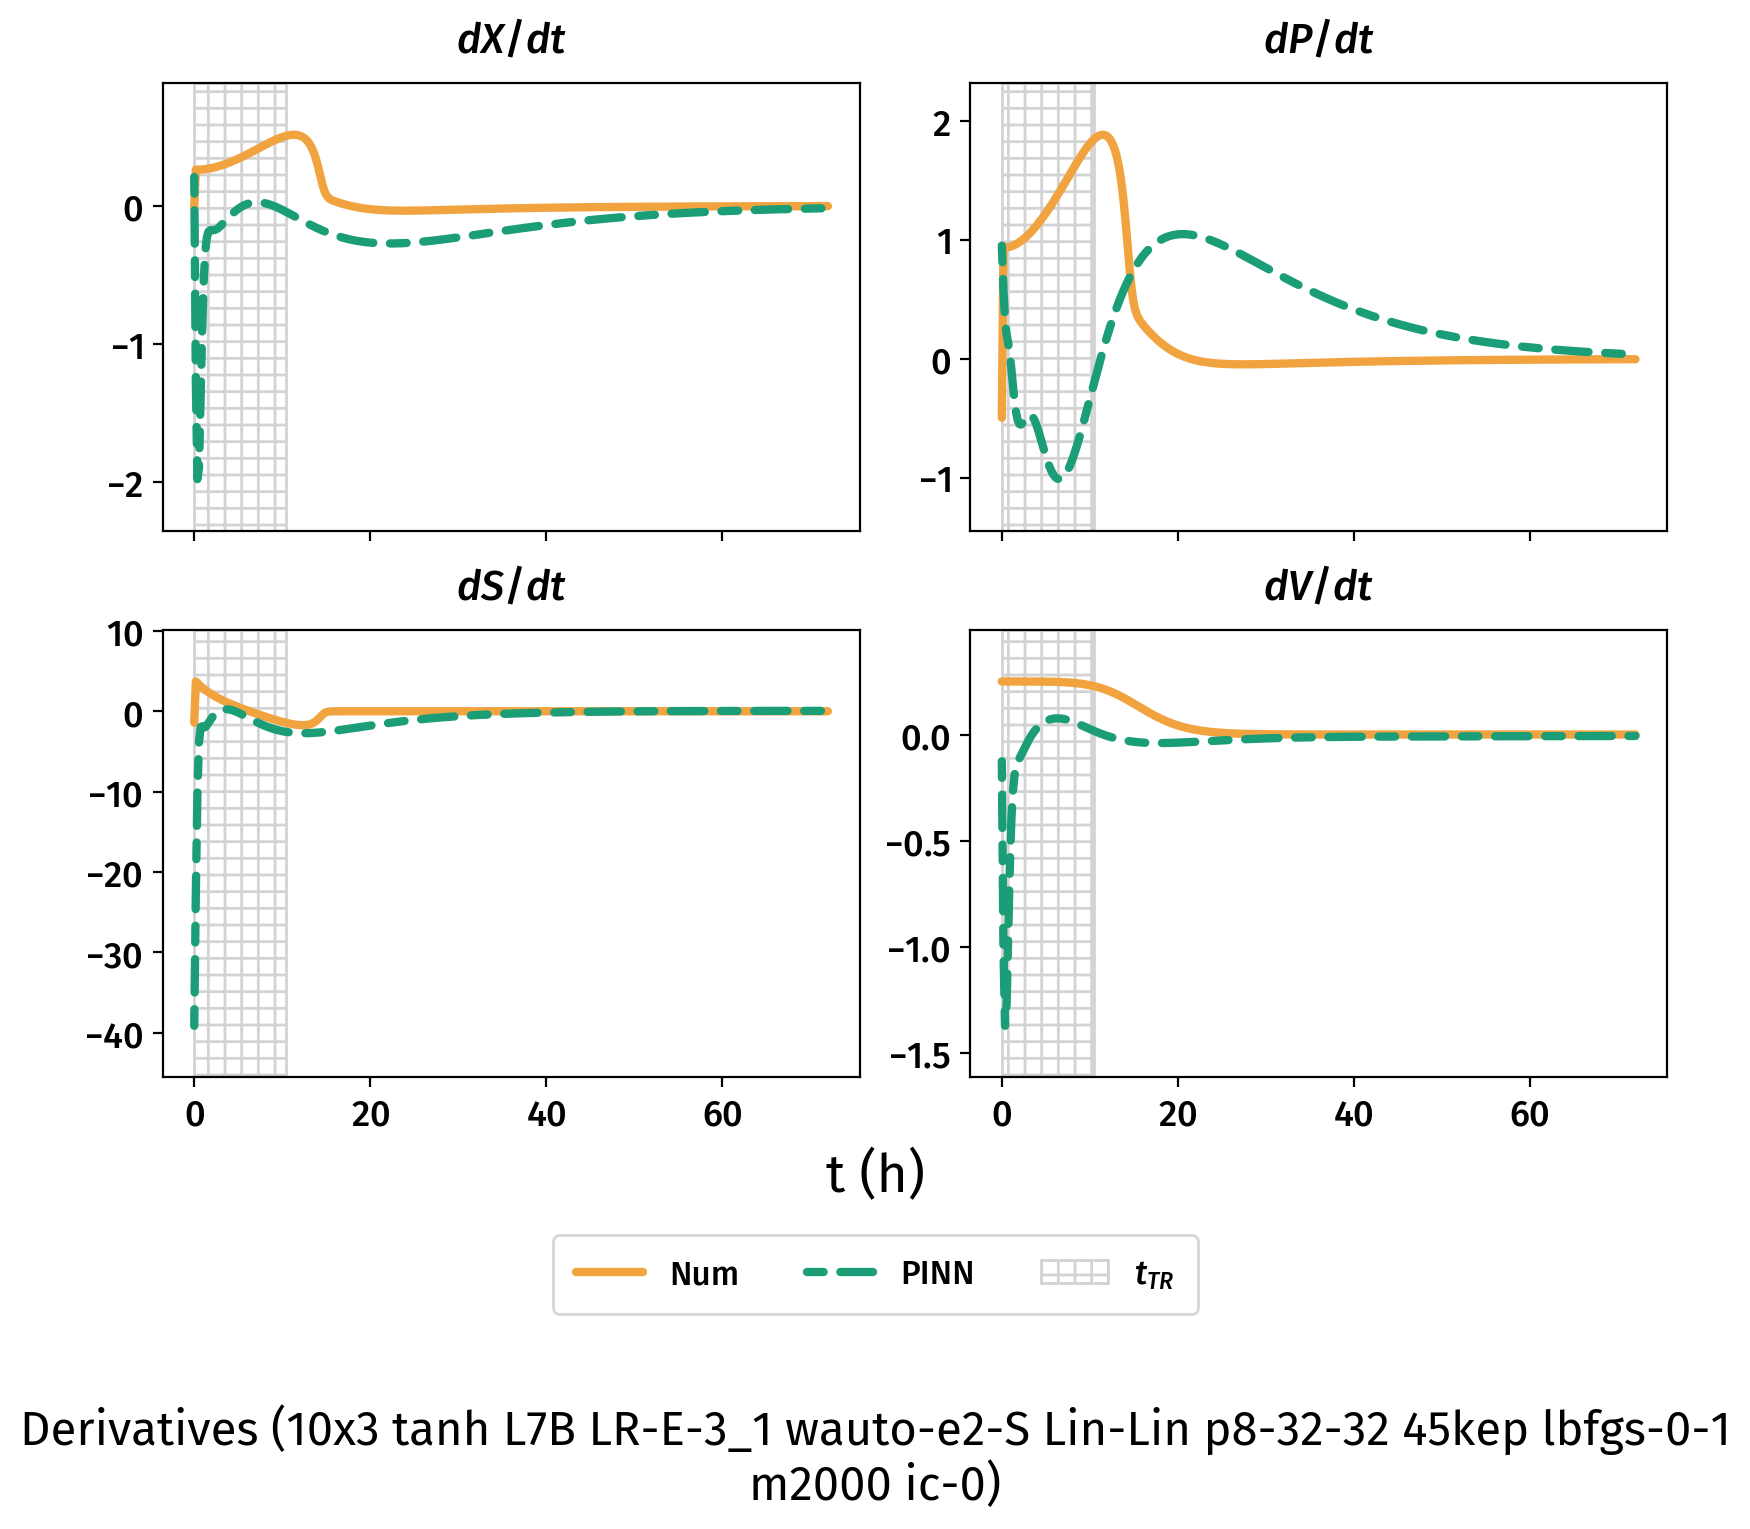 dX/dt
dP/dt
0
−1
−2
2
1
0
−1
dS/dt
dV/dt
10
0
−10
−20
−30
−40
0.0
−0.5
−1.0
−1.5
0 20 40 60
0 20 40 60
t (h)
Num PINN t_TR
Derivatives (10x3 tanh L7B LR-E-3_1 wauto-e2-S Lin-Lin p8-32-32 45kep lbfgs-0-1
m2000 ic-0)